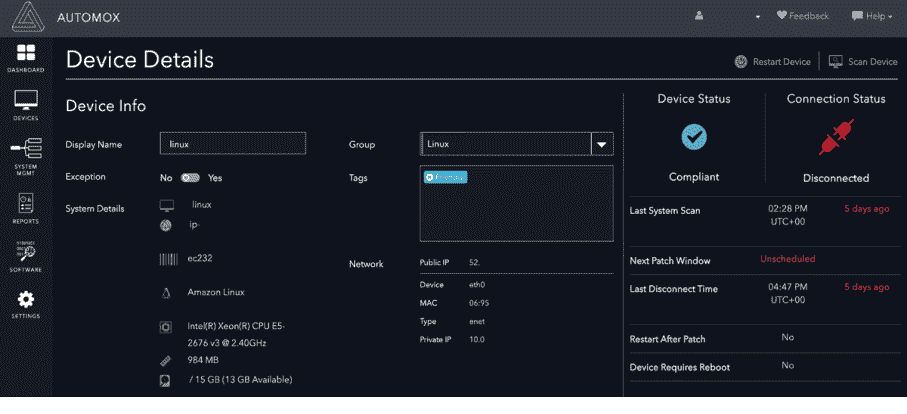 AUTOMOX
Feedback
Help
DASHBOARD
DEVICES
SYSTEM
MGMT
REPORTS
SOFTWARE
SETTINGS
Device Details
Restart Device
Scan Device
Device Info
Display Name
linux
Exception
No
Yes
System Details
linux
ip-
ec232
Amazon Linux
Intel(R) Xeon(R) CPU E5-
2676 v3 @ 2.40GHz
984 MB
/ 15 GB (13 GB Available)
Group
Linux
Tags
Network
Public IP 52.
Device eth0
MAC 06:95
Type enet
Private IP 10.0
Device Status
Compliant
Connection Status
Disconnected
Last System Scan 02:28 PM 5 days ago
UTC+00
Next Patch Window Unscheduled
Last Disconnect Time 04:47 PM 5 days ago
UTC+00
Restart After Patch No
Device Requires Reboot No